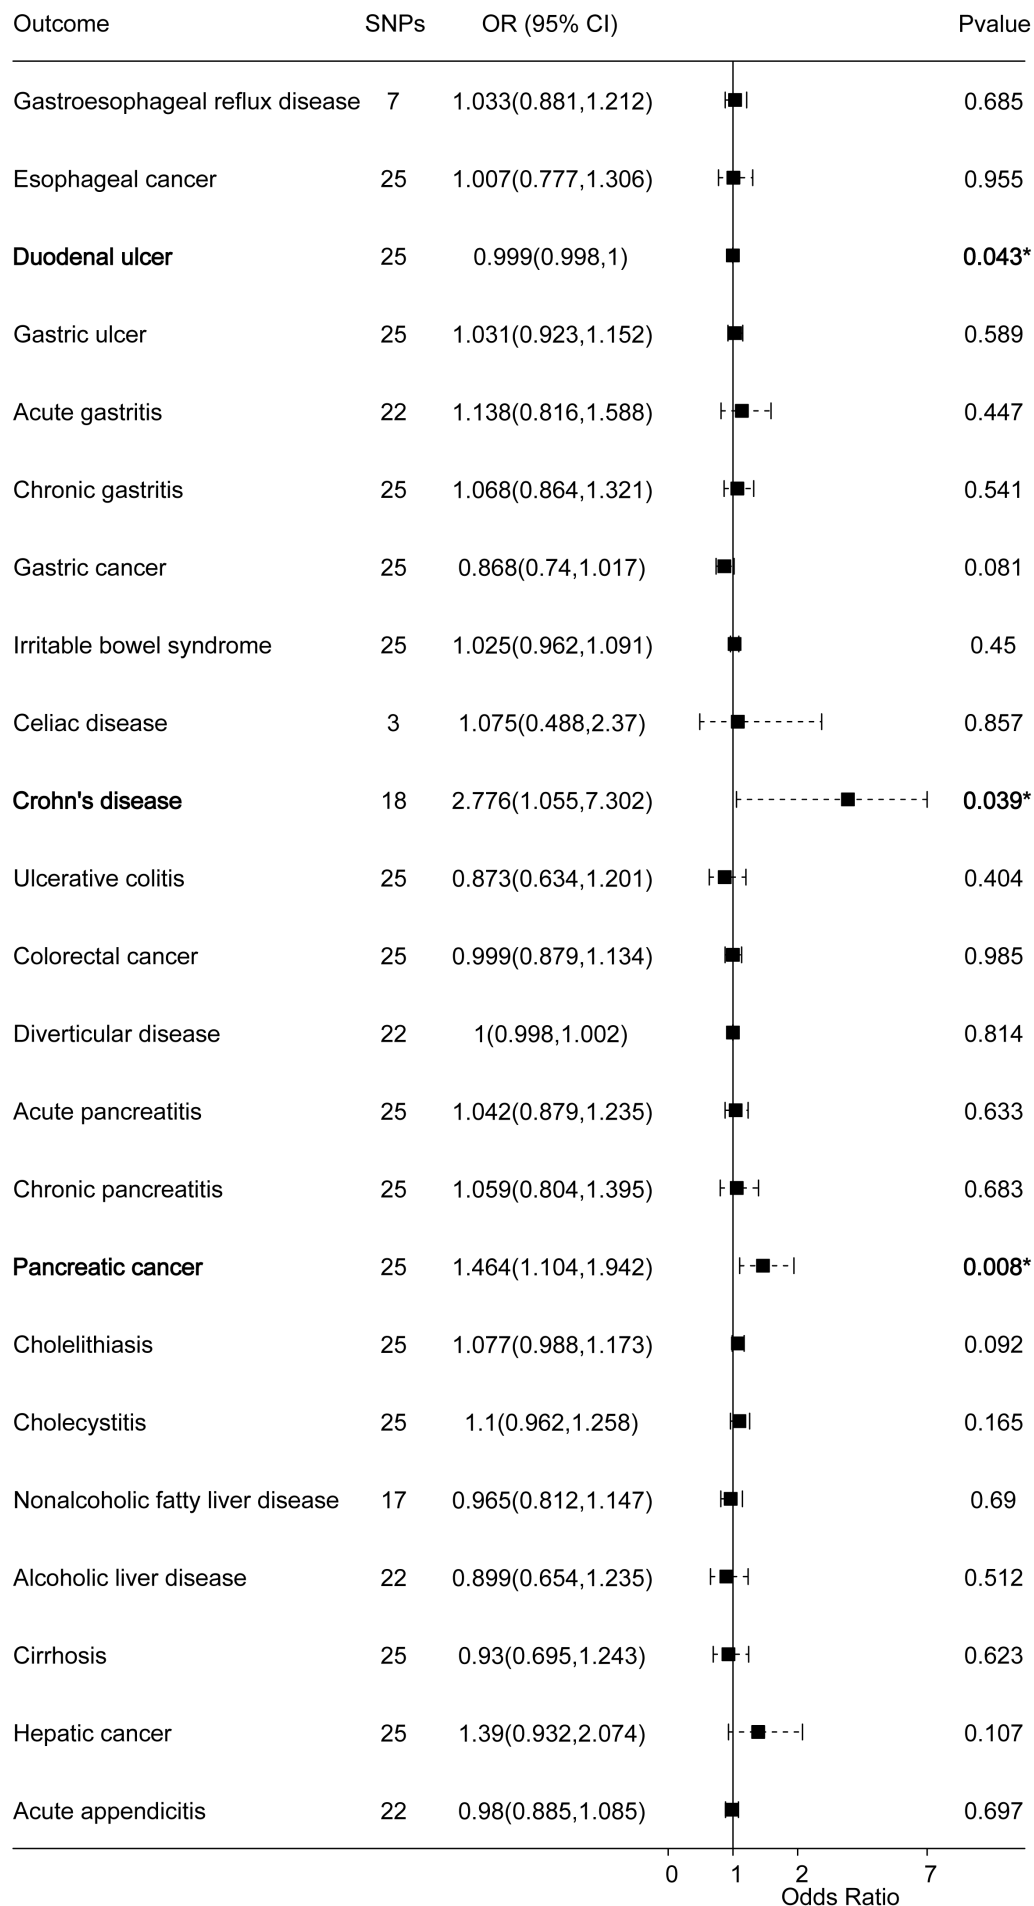 Outcome SNPs OR (95% CI) Pvalue
Gastroesophageal reflux disease 7 1.033(0.881,1.212) 0.685
Esophageal cancer 25 1.007(0.777,1.306) 0.955
Duodenal ulcer 25 0.999(0.998,1) 0.043*
Gastric ulcer 25 1.031(0.923,1.152) 0.589
Acute gastritis 22 1.138(0.816,1.588) 0.447
Chronic gastritis 25 1.068(0.864,1.321) 0.541
Gastric cancer 25 0.868(0.74,1.017) 0.081
Irritable bowel syndrome 25 1.025(0.962,1.091) 0.45
Celiac disease 3 1.075(0.488,2.37) 0.857
Crohn's disease 18 2.776(1.055,7.302) 0.039*
Ulcerative colitis 25 0.873(0.634,1.201) 0.404
Colorectal cancer 25 0.999(0.879,1.134) 0.985
Diverticular disease 22 1(0.998,1.002) 0.814
Acute pancreatitis 25 1.042(0.879,1.235) 0.633
Chronic pancreatitis 25 1.059(0.804,1.395) 0.683
Pancreatic cancer 25 1.464(1.104,1.942) 0.008*
Cholelithiasis 25 1.077(0.988,1.173) 0.092
Cholecystitis 25 1.1(0.962,1.258) 0.165
Nonalcoholic fatty liver disease 17 0.965(0.812,1.147) 0.69
Alcoholic liver disease 22 0.899(0.654,1.235) 0.512
Cirrhosis 25 0.93(0.695,1.243) 0.623
Hepatic cancer 25 1.39(0.932,2.074) 0.107
Acute appendicitis 22 0.98(0.885,1.085) 0.697
0 1 2 7
Odds Ratio